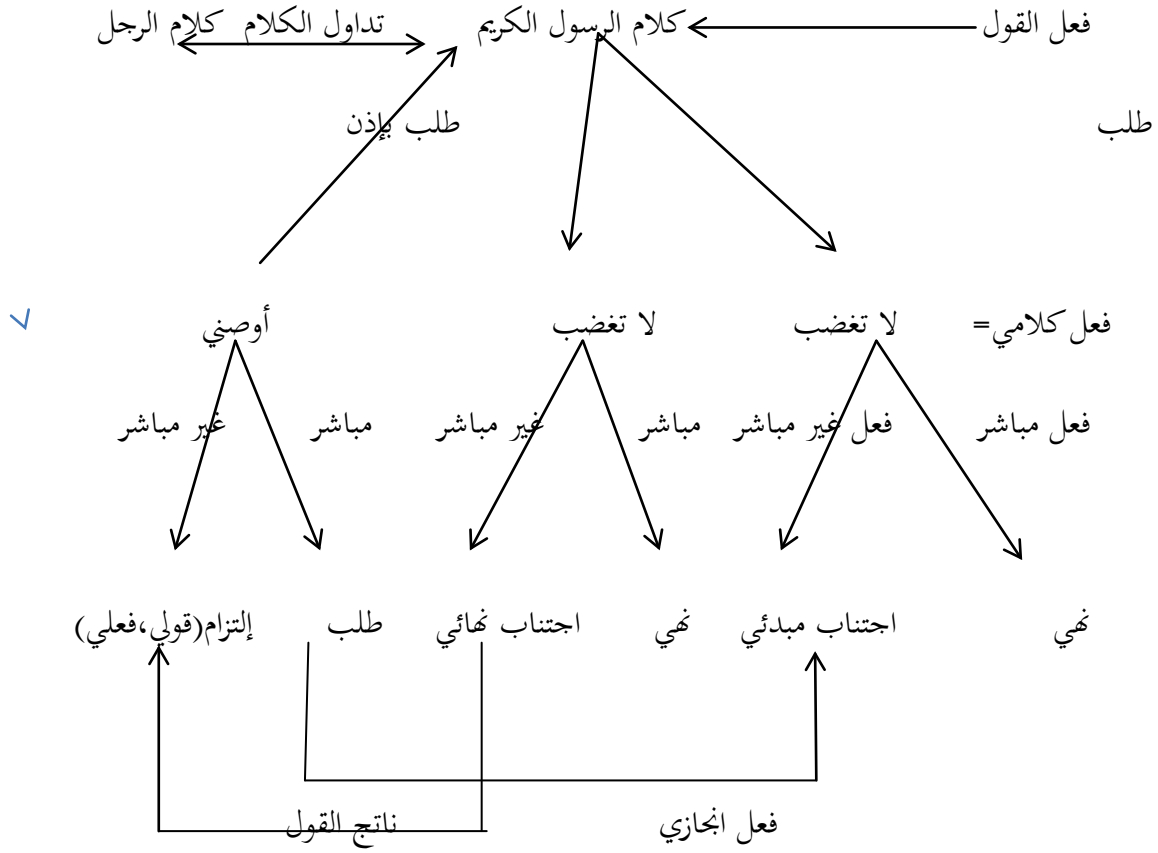 فعل القول كلام الرسول الكريم تداول الكلام كلام الرجل
طلب طلب بإذن
فعل كلامي= لا تغضب لا تغضب أوصني
فعل مباشر فعل غير مباشر مباشر غير مباشر مباشر غير مباشر
نهي اجتناب مبدئي نهي اجتناب نهائي طلب إلتزام(قولي،فعلي)
فعل انجازي ناتج القول